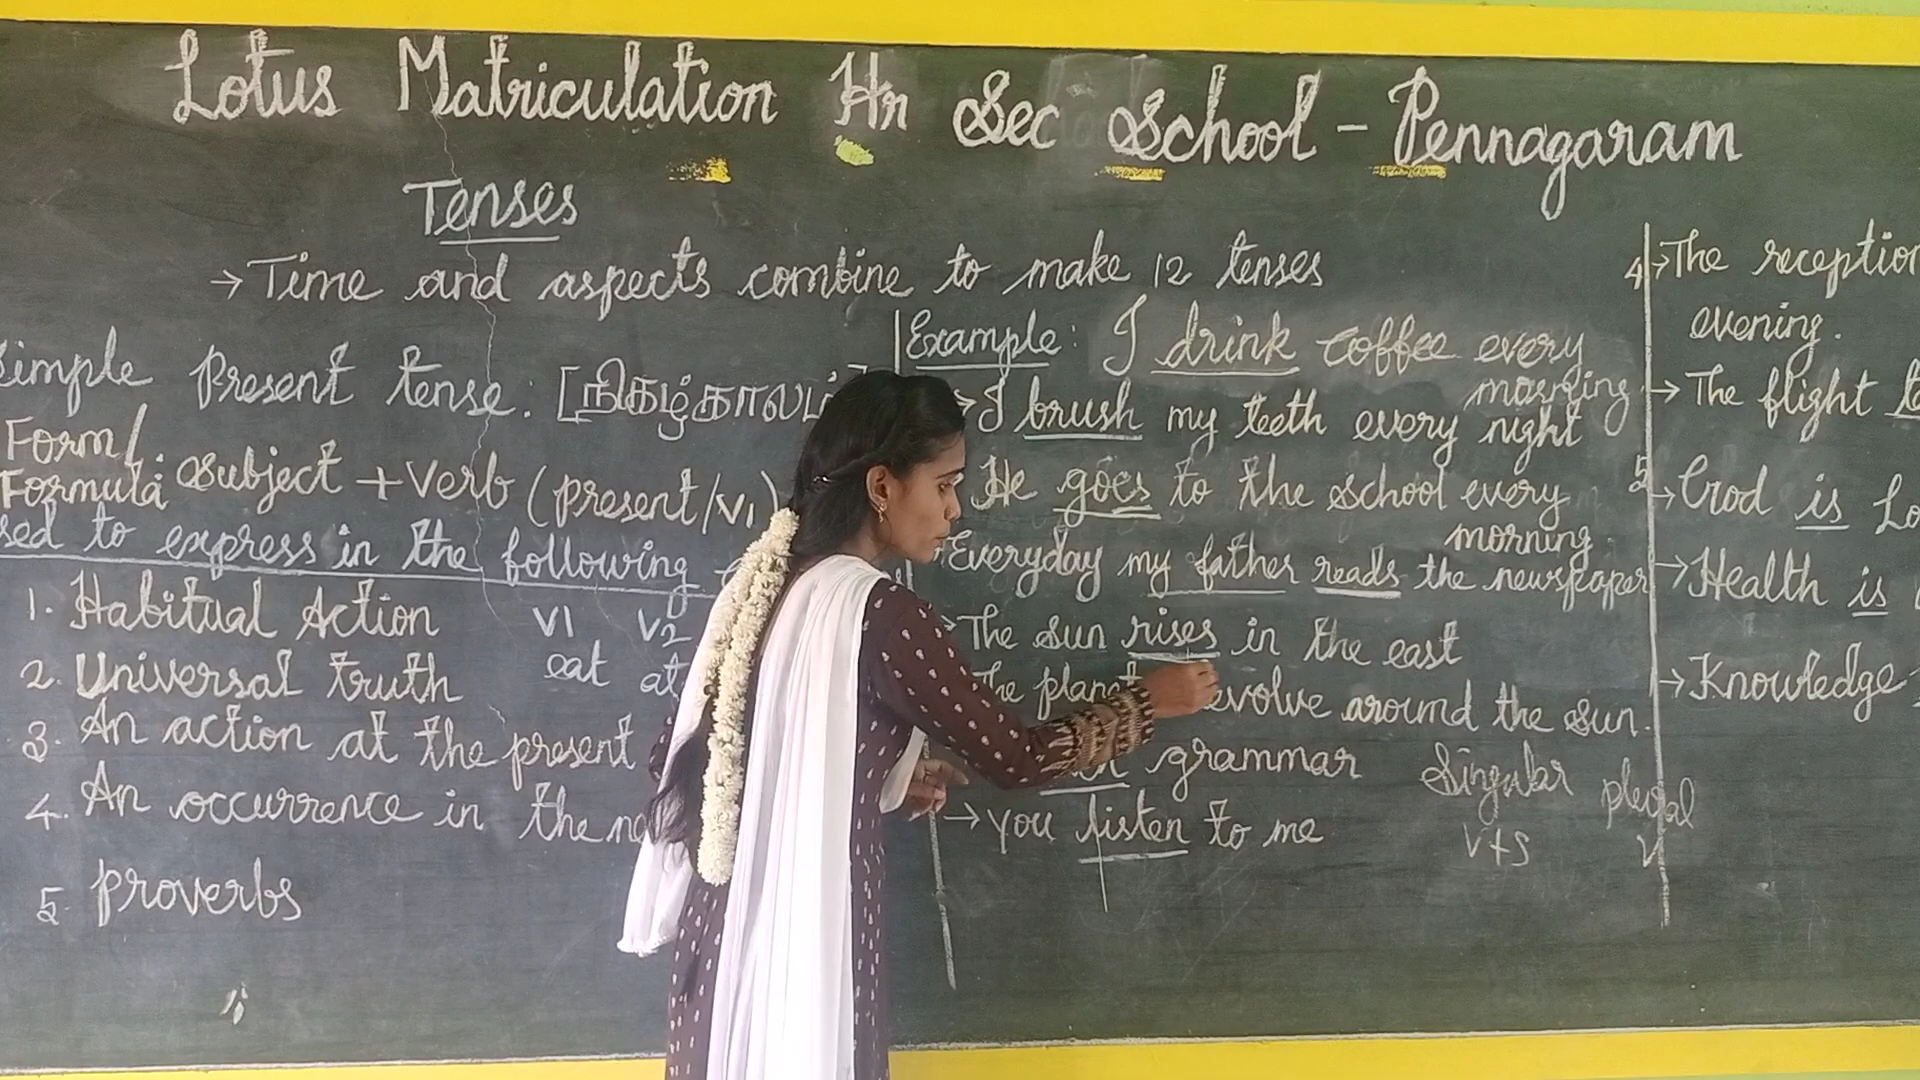 Lotus Matriculation Hr Sec School - Pennagaram
Tenses
→ Time and aspects combine to make 12 tenses
Simple Present tense : [நிகழ்காலம்]
Form/
Formula : Subject + Verb (present/v1)
sed to express in the following
1. Habitual Action
2. Universal truth
3. An action at the present
4. An occurrence in the
5. Proverbs
V1 V2
eat
Example : I drink coffee every
morning
→ I brush my teeth every night
He goes to the school every
morning
Everyday my father reads the newspaper
→ The sun rises in the east
The planet evolve around the sun.
grammar
→ you listen to me
Singular plural
V+S V
4 → The reception
evening.
→ The flight
5 → God is
→ Health is
→ Knowledge